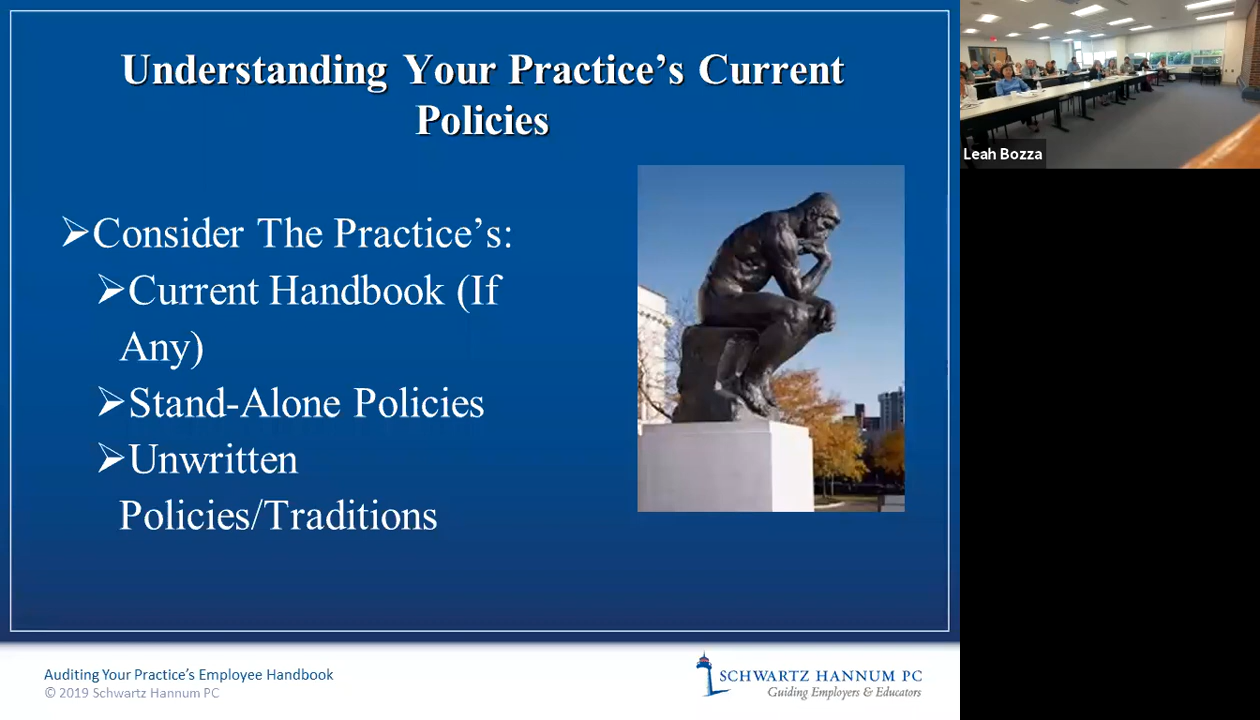 Understanding Your Practice’s Current
Policies
➢Consider The Practice’s:
➢Current Handbook (If
Any)
➢Stand-Alone Policies
➢Unwritten
Policies/Traditions
Auditing Your Practice’s Employee Handbook
© 2019 Schwartz Hannum PC
SCHWARTZ HANNUM PC
Guiding Employers & Educators
Leah Bozza